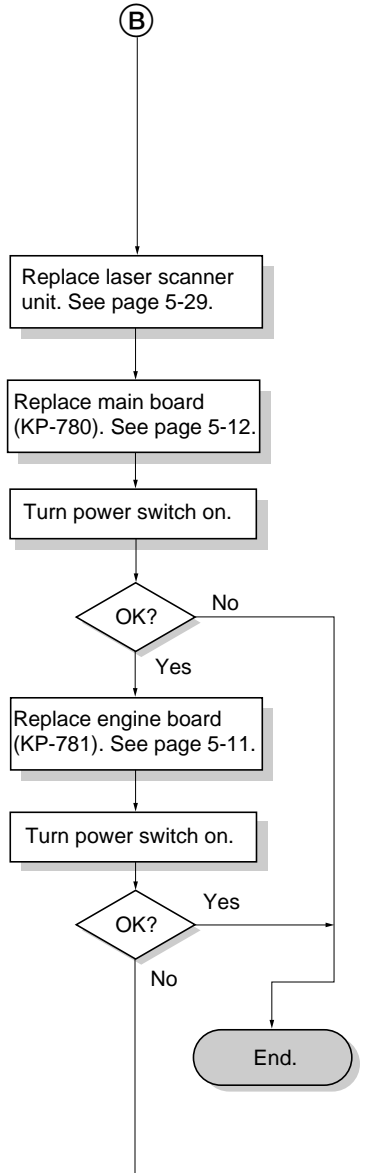 B
Replace laser scanner
unit. See page 5-29.
Replace main board
(KP-780). See page 5-12.
Turn power switch on.
OK?
No
Yes
Replace engine board
(KP-781). See page 5-11.
Turn power switch on.
OK?
Yes
No
End.